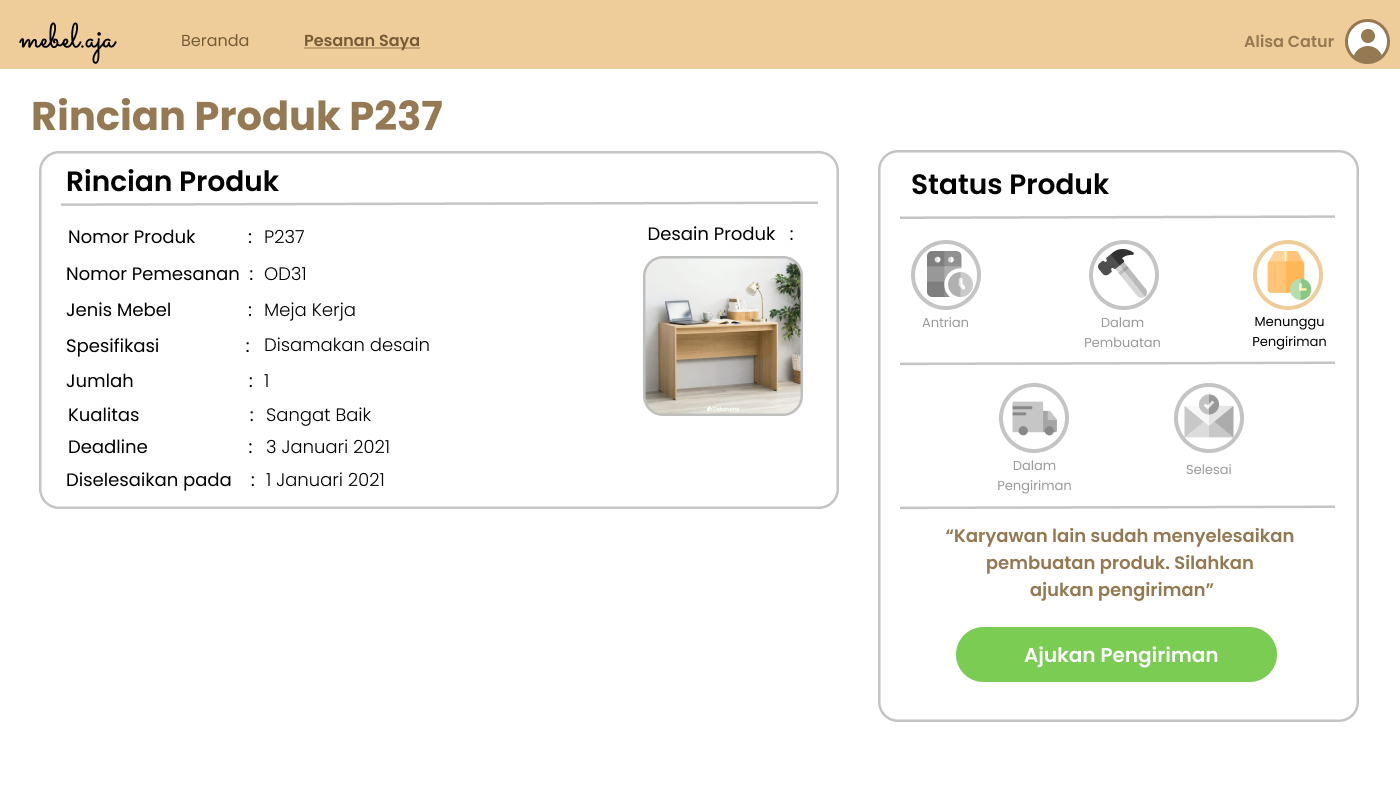 mebel.aja
Beranda
Pesanan Saya
Alisa Catur
Rincian Produk P237
Rincian Produk
Nomor Produk : P237
Nomor Pemesanan : OD31
Jenis Mebel : Meja Kerja
Spesifikasi : Disamakan desain
Jumlah : 1
Kualitas : Sangat Baik
Deadline : 3 Januari 2021
Diselesaikan pada : 1 Januari 2021
Desain Produk :
Status Produk
Antrian
Dalam
Pembuatan
Menunggu
Pengiriman
Dalam
Pengiriman
Selesai
“Karyawan lain sudah menyelesaikan
pembuatan produk. Silahkan
ajukan pengiriman”
Ajukan Pengiriman